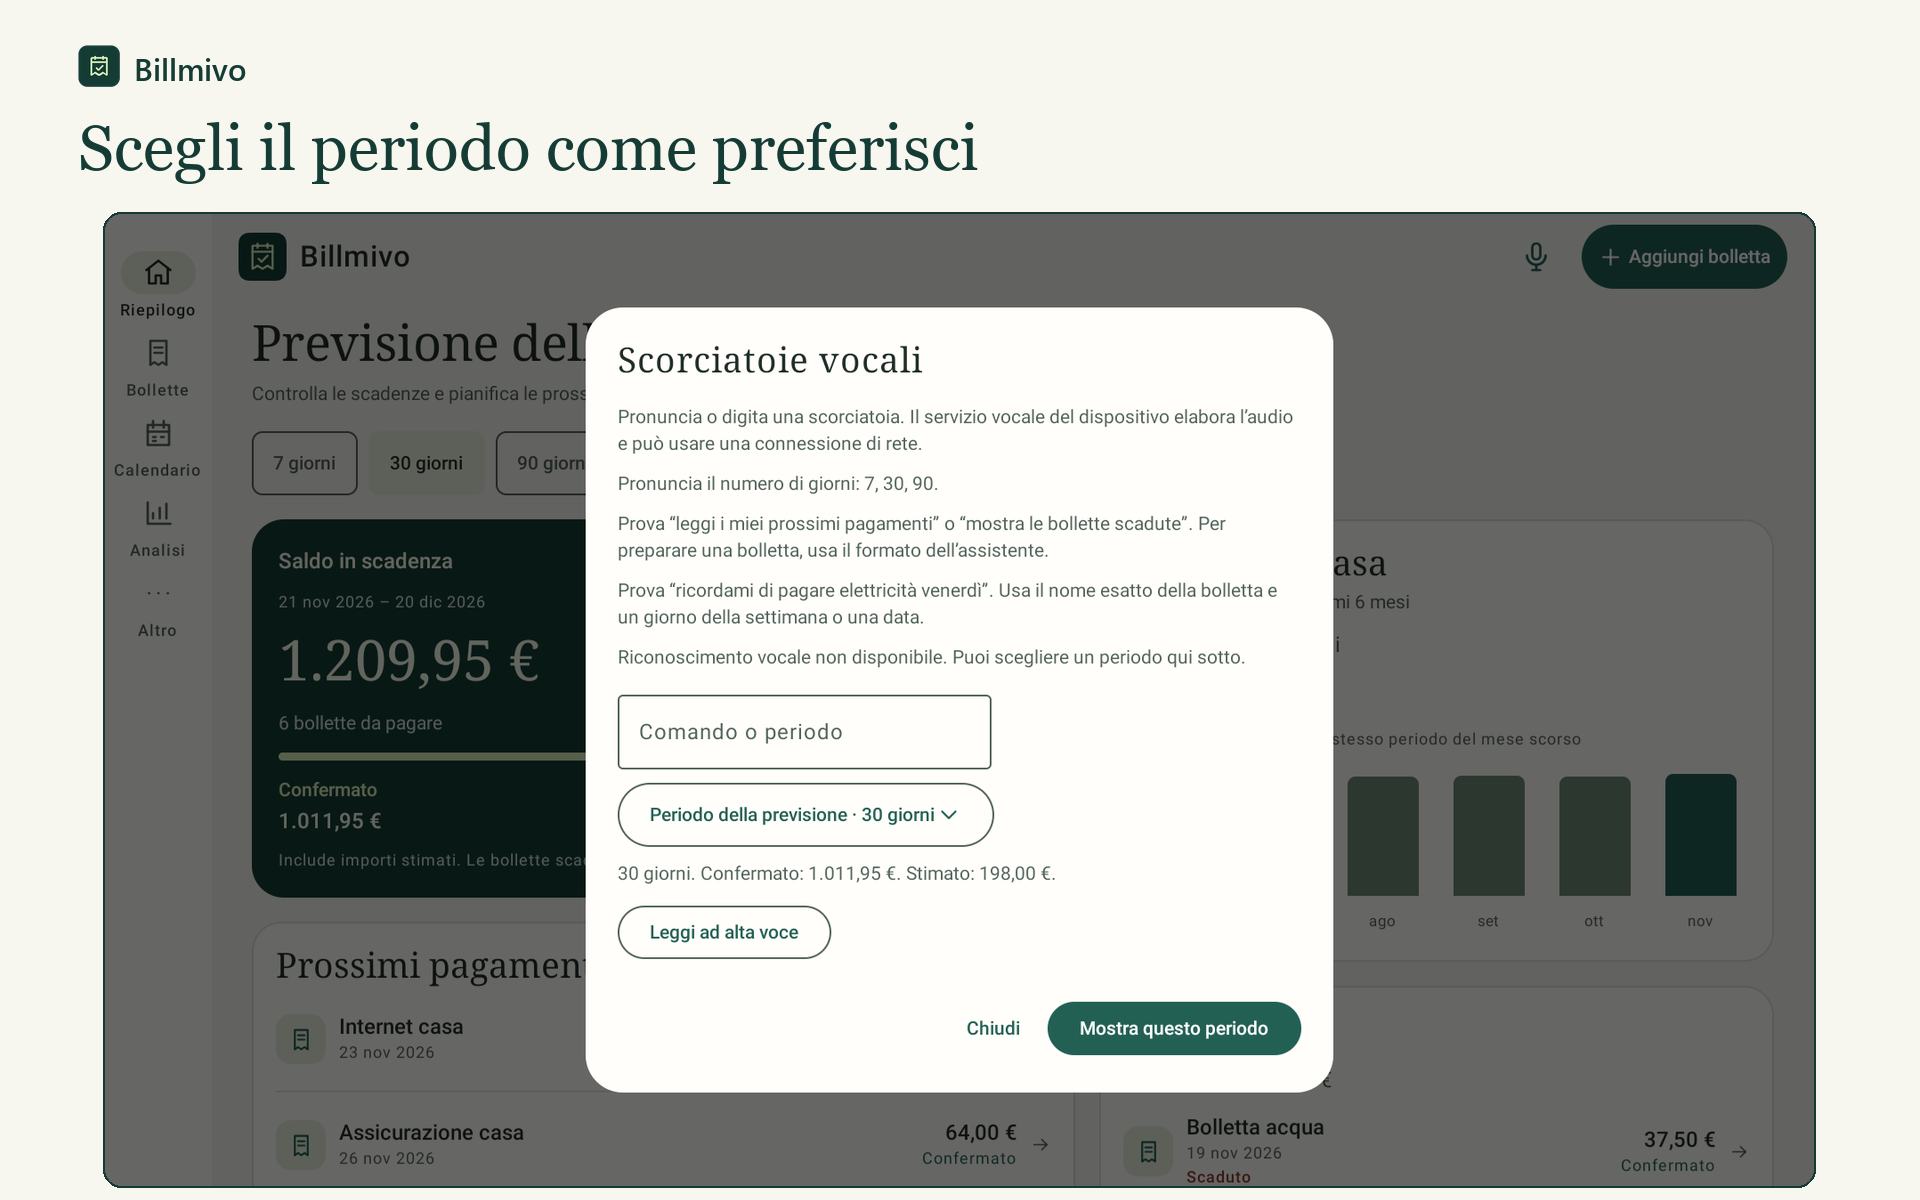 Billmivo
Scegli il periodo come preferisci
Billmivo
Aggiungi bolletta
Riepilogo
Bollette
Calendario
Analisi
Altro
Previsione dell
Controlla le scadenze e pianifica le pross
7 giorni
30 giorni
90 giorn
Saldo in scadenza
21 nov 2026 – 20 dic 2026
1.209,95 €
6 bollette da pagare
Confermato
1.011,95 €
Include importi stimati. Le bollette scad
Scorciatoie vocali
Pronuncia o digita una scorciatoia. Il servizio vocale del dispositivo elabora l’audio
e può usare una connessione di rete.
Pronuncia il numero di giorni: 7, 30, 90.
Prova “leggi i miei prossimi pagamenti” o “mostra le bollette scadute”. Per
preparare una bolletta, usa il formato dell’assistente.
Prova “ricordami di pagare elettricità venerdì”. Usa il nome esatto della bolletta e
un giorno della settimana o una data.
Riconoscimento vocale non disponibile. Puoi scegliere un periodo qui sotto.
Comando o periodo
Periodo della previsione · 30 giorni
30 giorni. Confermato: 1.011,95 €. Stimato: 198,00 €.
Leggi ad alta voce
Chiudi
Mostra questo periodo
asa
mi 6 mesi
i
stesso periodo del mese scorso
ago
set
ott
nov
Prossimi pagament
Internet casa
23 nov 2026
Assicurazione casa
26 nov 2026
64,00 €
Confermato
€
Bolletta acqua
19 nov 2026
Scaduto
37,50 €
Confermato